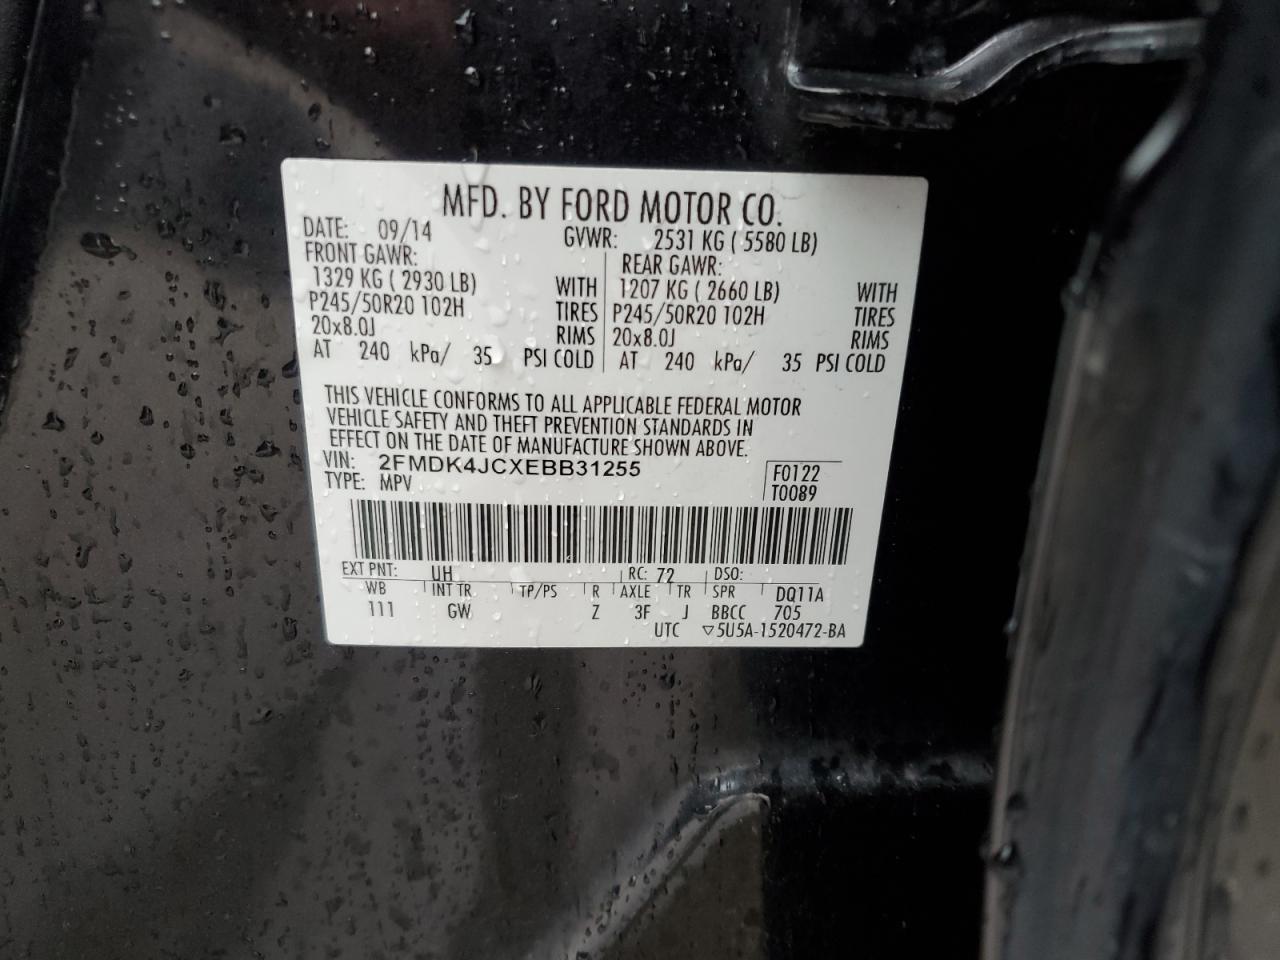 MFD. BY FORD MOTOR CO.
DATE: 09/14 GVWR: 2531 KG ( 5580 LB)
FRONT GAWR: REAR GAWR:
1329 KG ( 2930 LB) WITH 1207 KG ( 2660 LB) WITH
P245/50R20 102H TIRES P245/50R20 102H TIRES
20x8.0J RIMS 20x8.0J RIMS
AT 240 kPa/ 35 PSI COLD AT 240 kPa/ 35 PSI COLD
THIS VEHICLE CONFORMS TO ALL APPLICABLE FEDERAL MOTOR
VEHICLE SAFETY AND THEFT PREVENTION STANDARDS IN
EFFECT ON THE DATE OF MANUFACTURE SHOWN ABOVE.
VIN: 2FMDK4JCXEBB31255 F0122
TYPE: MPV T0089
EXT PNT: UH RC: 72 DSO:
WB INT TR TP/PS R AXLE TR SPR DQ11A
111 GW Z 3F J BBCC 705
UTC ▽5U5A-1520472-BA